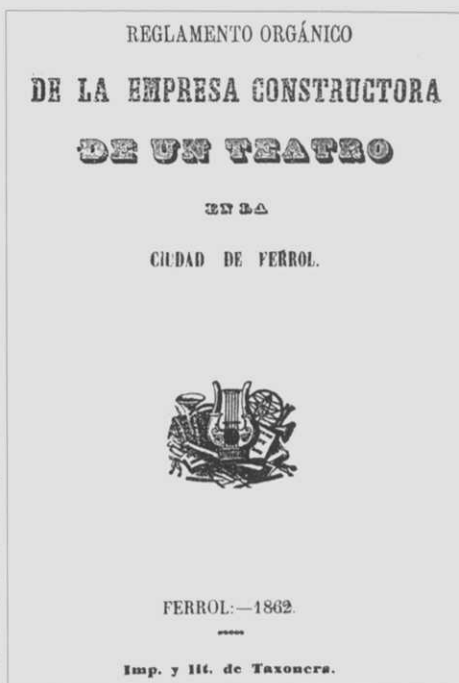 REGLAMENTO ORGÁNICO
DE LA EMPRESA CONSTRUCTORA
DE UN TEATRO
EN LA
CIUDAD DE FERROL.
FERROL:—1862.
Imp. y lit. de Taxonera.